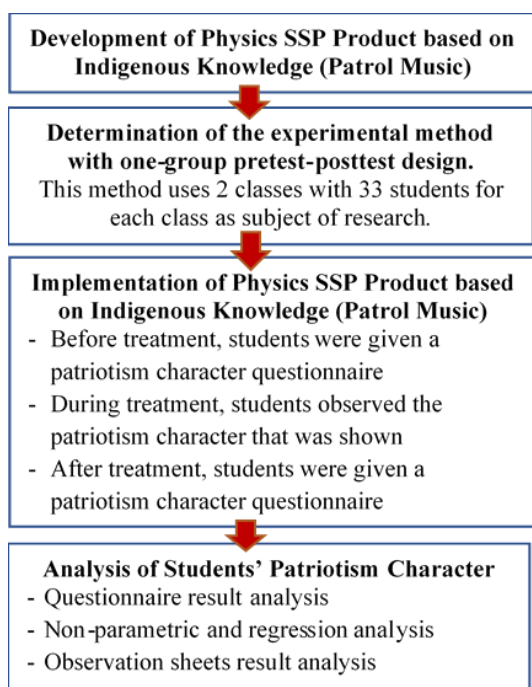 Development of Physics SSP Product based on
Indigenous Knowledge (Patrol Music)
Determination of the experimental method
with one-group pretest-posttest design.
This method uses 2 classes with 33 students for
each class as subject of research.
Implementation of Physics SSP Product based
on Indigenous Knowledge (Patrol Music)
- Before treatment, students were given a
patriotism character questionnaire
- During treatment, students observed the
patriotism character that was shown
- After treatment, students were given a
patriotism character questionnaire
Analysis of Students' Patriotism Character
- Questionnaire result analysis
- Non-parametric and regression analysis
- Observation sheets result analysis